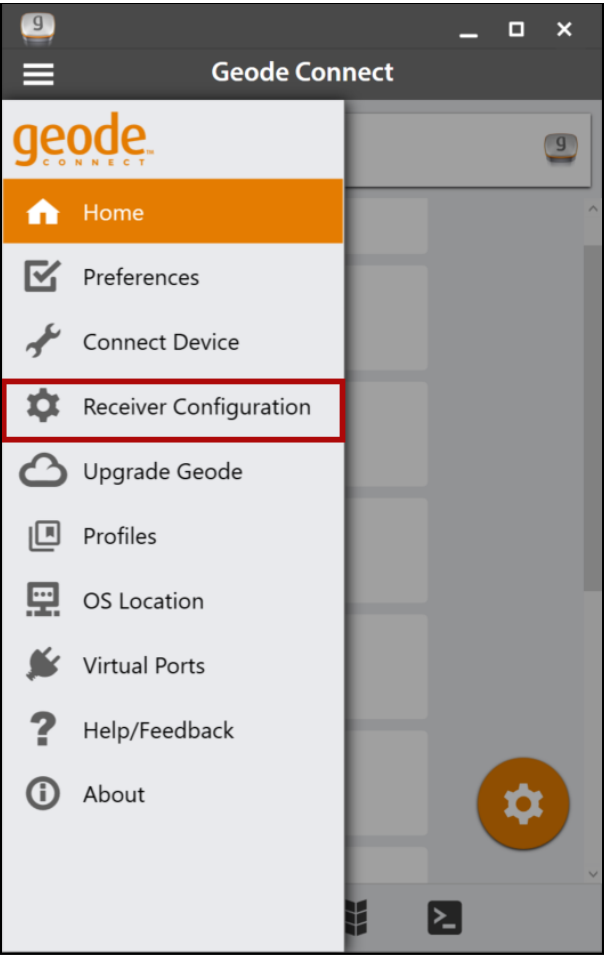 g
Geode Connect
geode™
CONNECT
g
Home
Preferences
Connect Device
Receiver Configuration
Upgrade Geode
Profiles
OS Location
Virtual Ports
Help/Feedback
About